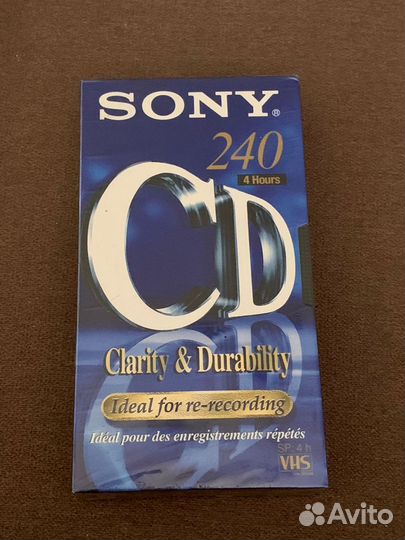 SONY®
240
4 Hours
CD
Clarity & Durability
Ideal for re-recording
Idéal pour des enregistrements répétés
SP: 4 h
VHS
Avito